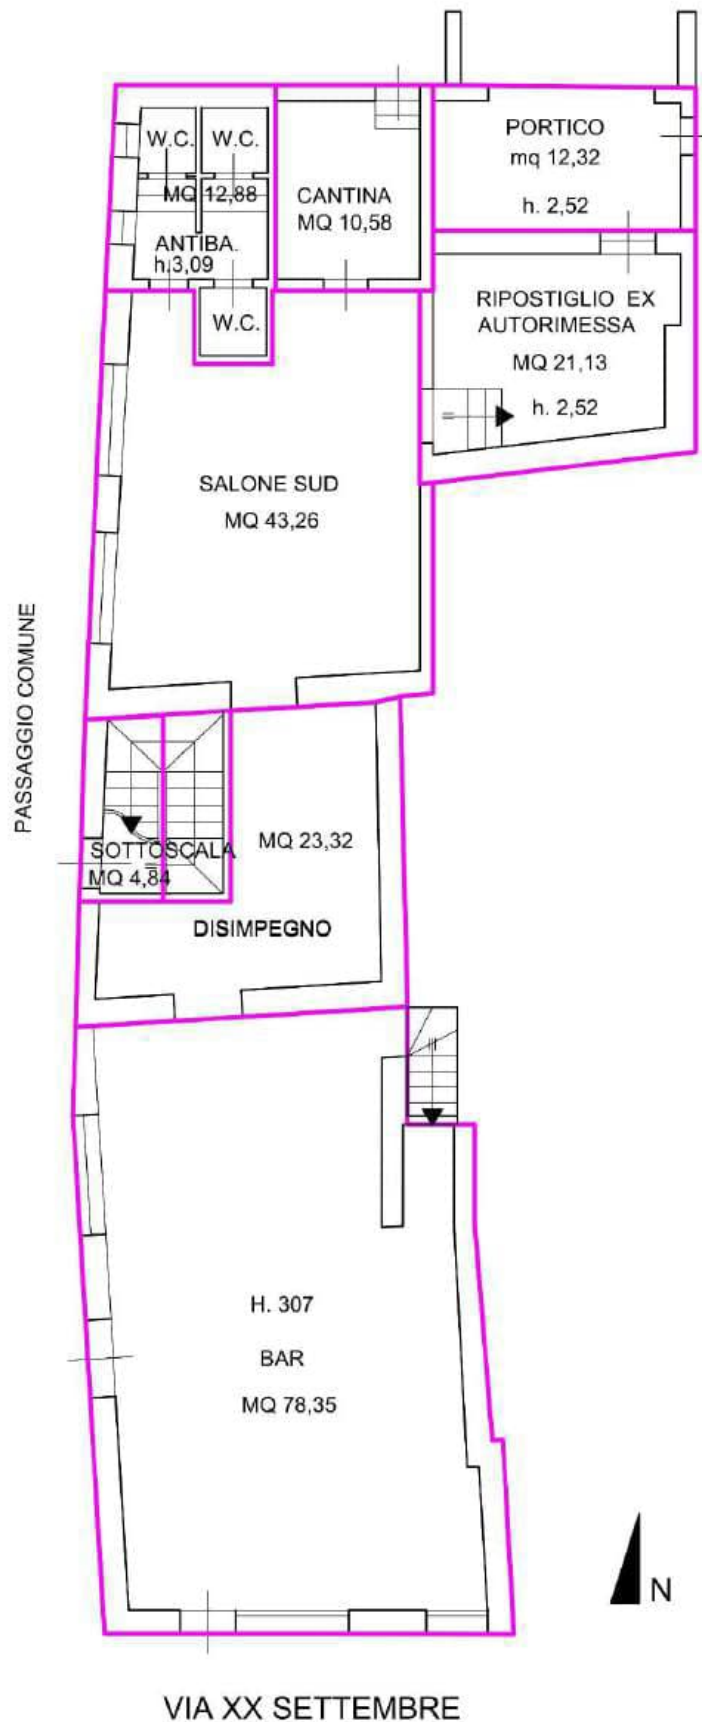 W.C.
W.C.
MQ 12,88
ANTIBA.
h.3,09
W.C.
CANTINA
MQ 10,58
PORTICO
mq 12,32
h. 2,52
RIPOSTIGLIO EX
AUTORIMESSA
MQ 21,13
h. 2,52
SALONE SUD
MQ 43,26
PASSAGGIO COMUNE
SOTTOSCALA
MQ 4,84
MQ 23,32
DISIMPEGNO
H. 307
BAR
MQ 78,35
N
VIA XX SETTEMBRE